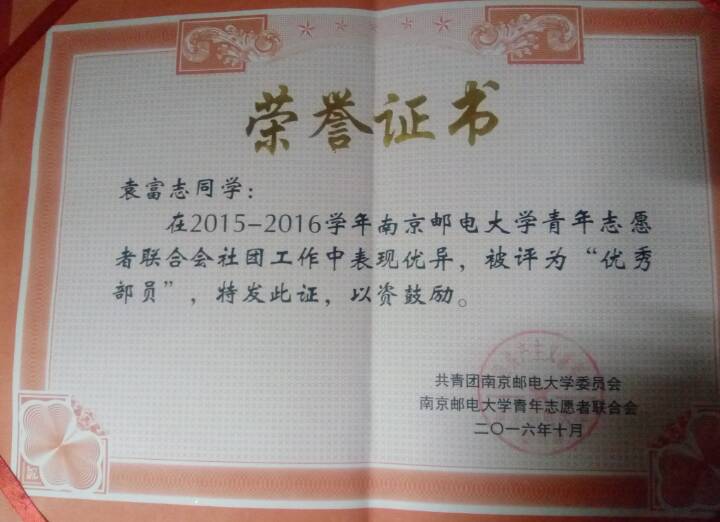 荣誉证书
袁富志同学：
在2015-2016学年南京邮电大学青年志愿
者联合会社团工作中表现优异，被评为“优秀
部员”，特发此证，以资鼓励。
共青团南京邮电大学委员会
南京邮电大学青年志愿者联合会
二〇一六年十月